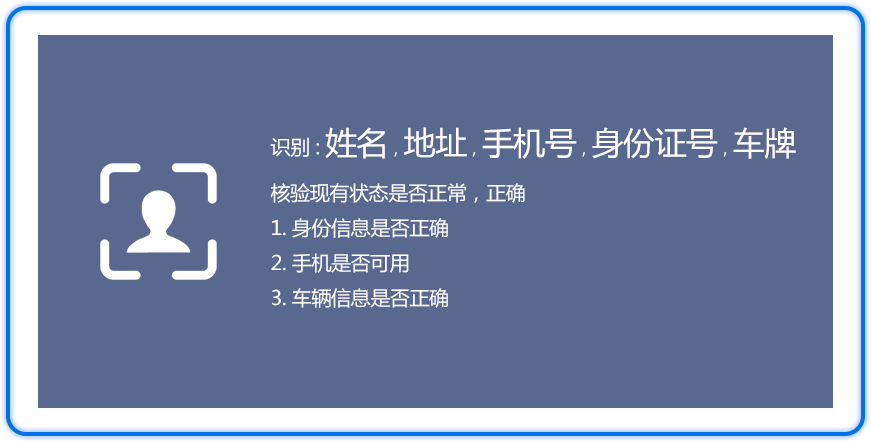 识别 : 姓名 , 地址 , 手机号 , 身份证号 , 车牌
核验现有状态是否正常，正确
1. 身份信息是否正确
2. 手机是否可用
3. 车辆信息是否正确